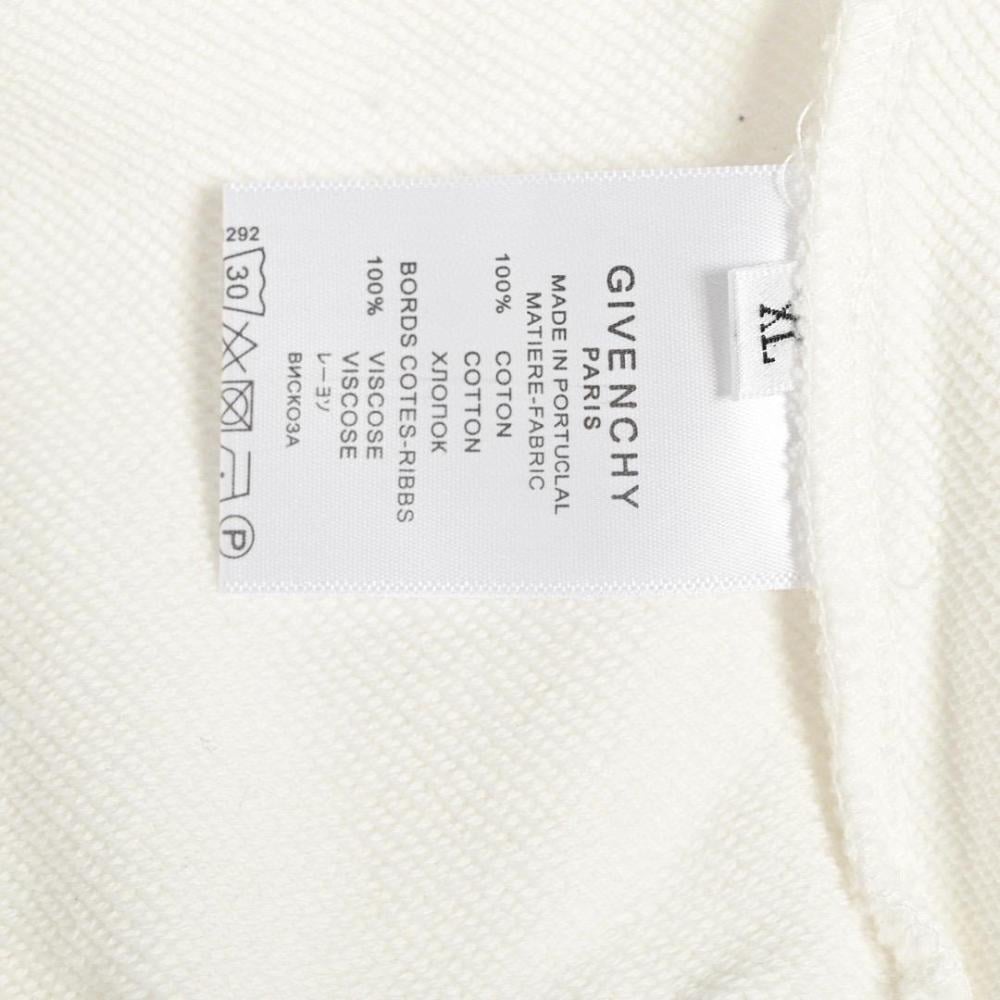 GIVENCHY
PARIS
MADE IN PORTUCLAL
MATIERE-FABRIC
100% COTON
COTTON
ХЛОПОК
BORDS COTES-RIBBS
100% VISCOSE
VISCOSE
レーヨソ
ВИСКОЗА
292
30
P
XL